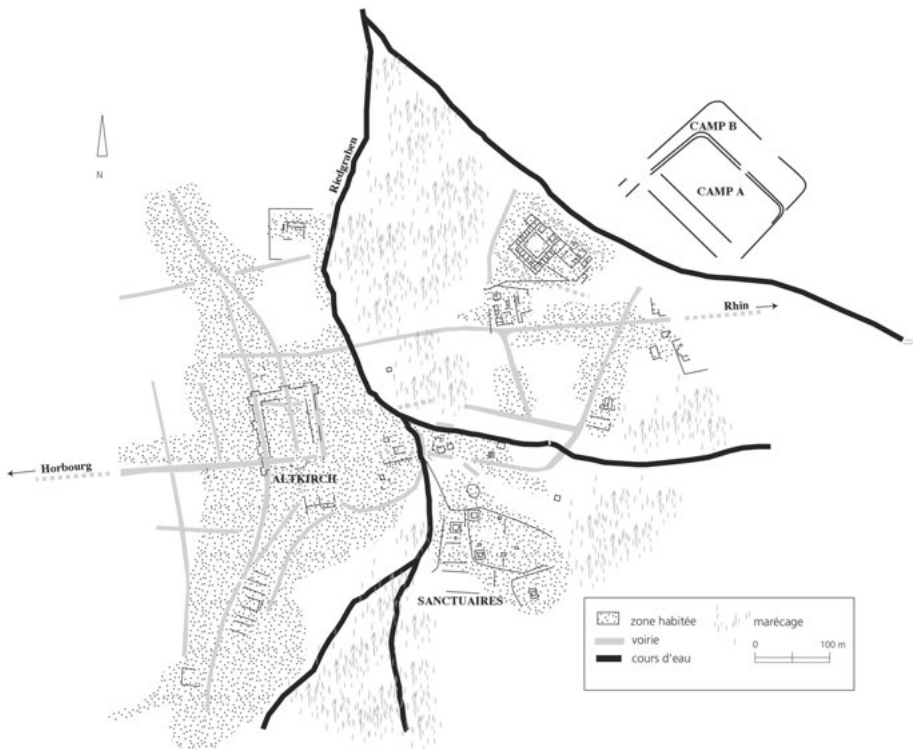 CAMP B
CAMP A
N
Riedgraben
Rhin
Horbourg
ALTKIRCH
SANCTUAIRES
zone habitée
marécage
voirie
0 100 m
cours d'eau